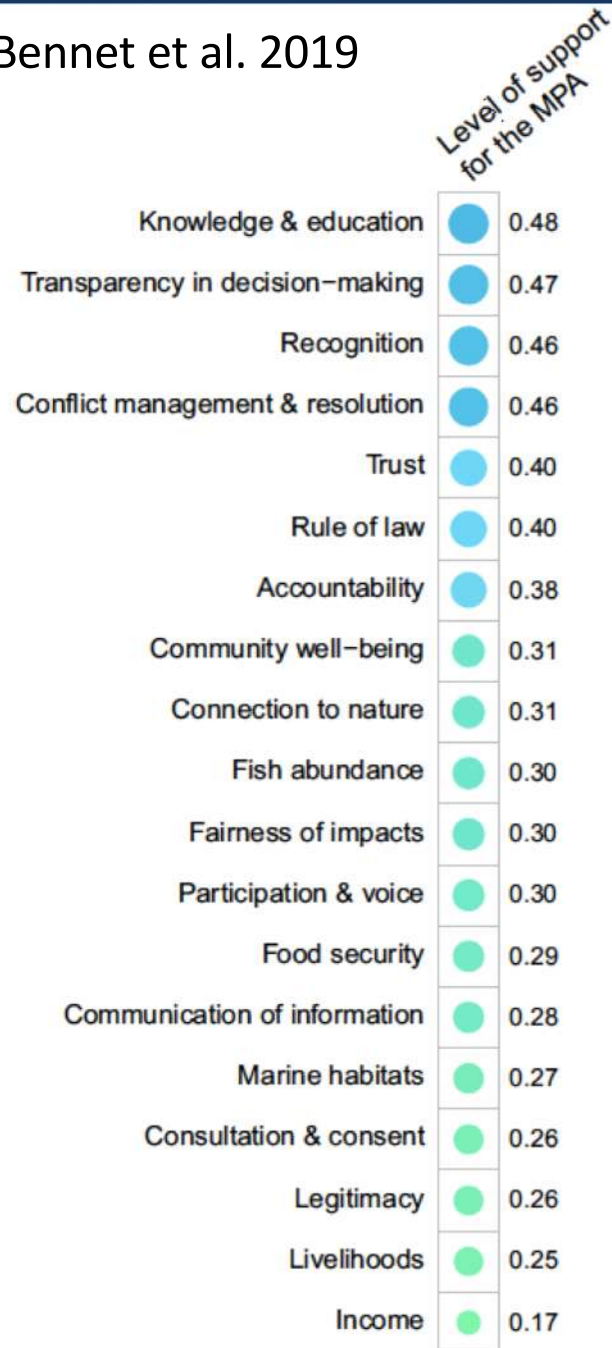 Bennet et al. 2019
Level of support
for the MPA
Knowledge & education 0.48
Transparency in decision−making 0.47
Recognition 0.46
Conflict management & resolution 0.46
Trust 0.40
Rule of law 0.40
Accountability 0.38
Community well−being 0.31
Connection to nature 0.31
Fish abundance 0.30
Fairness of impacts 0.30
Participation & voice 0.30
Food security 0.29
Communication of information 0.28
Marine habitats 0.27
Consultation & consent 0.26
Legitimacy 0.26
Livelihoods 0.25
Income 0.17